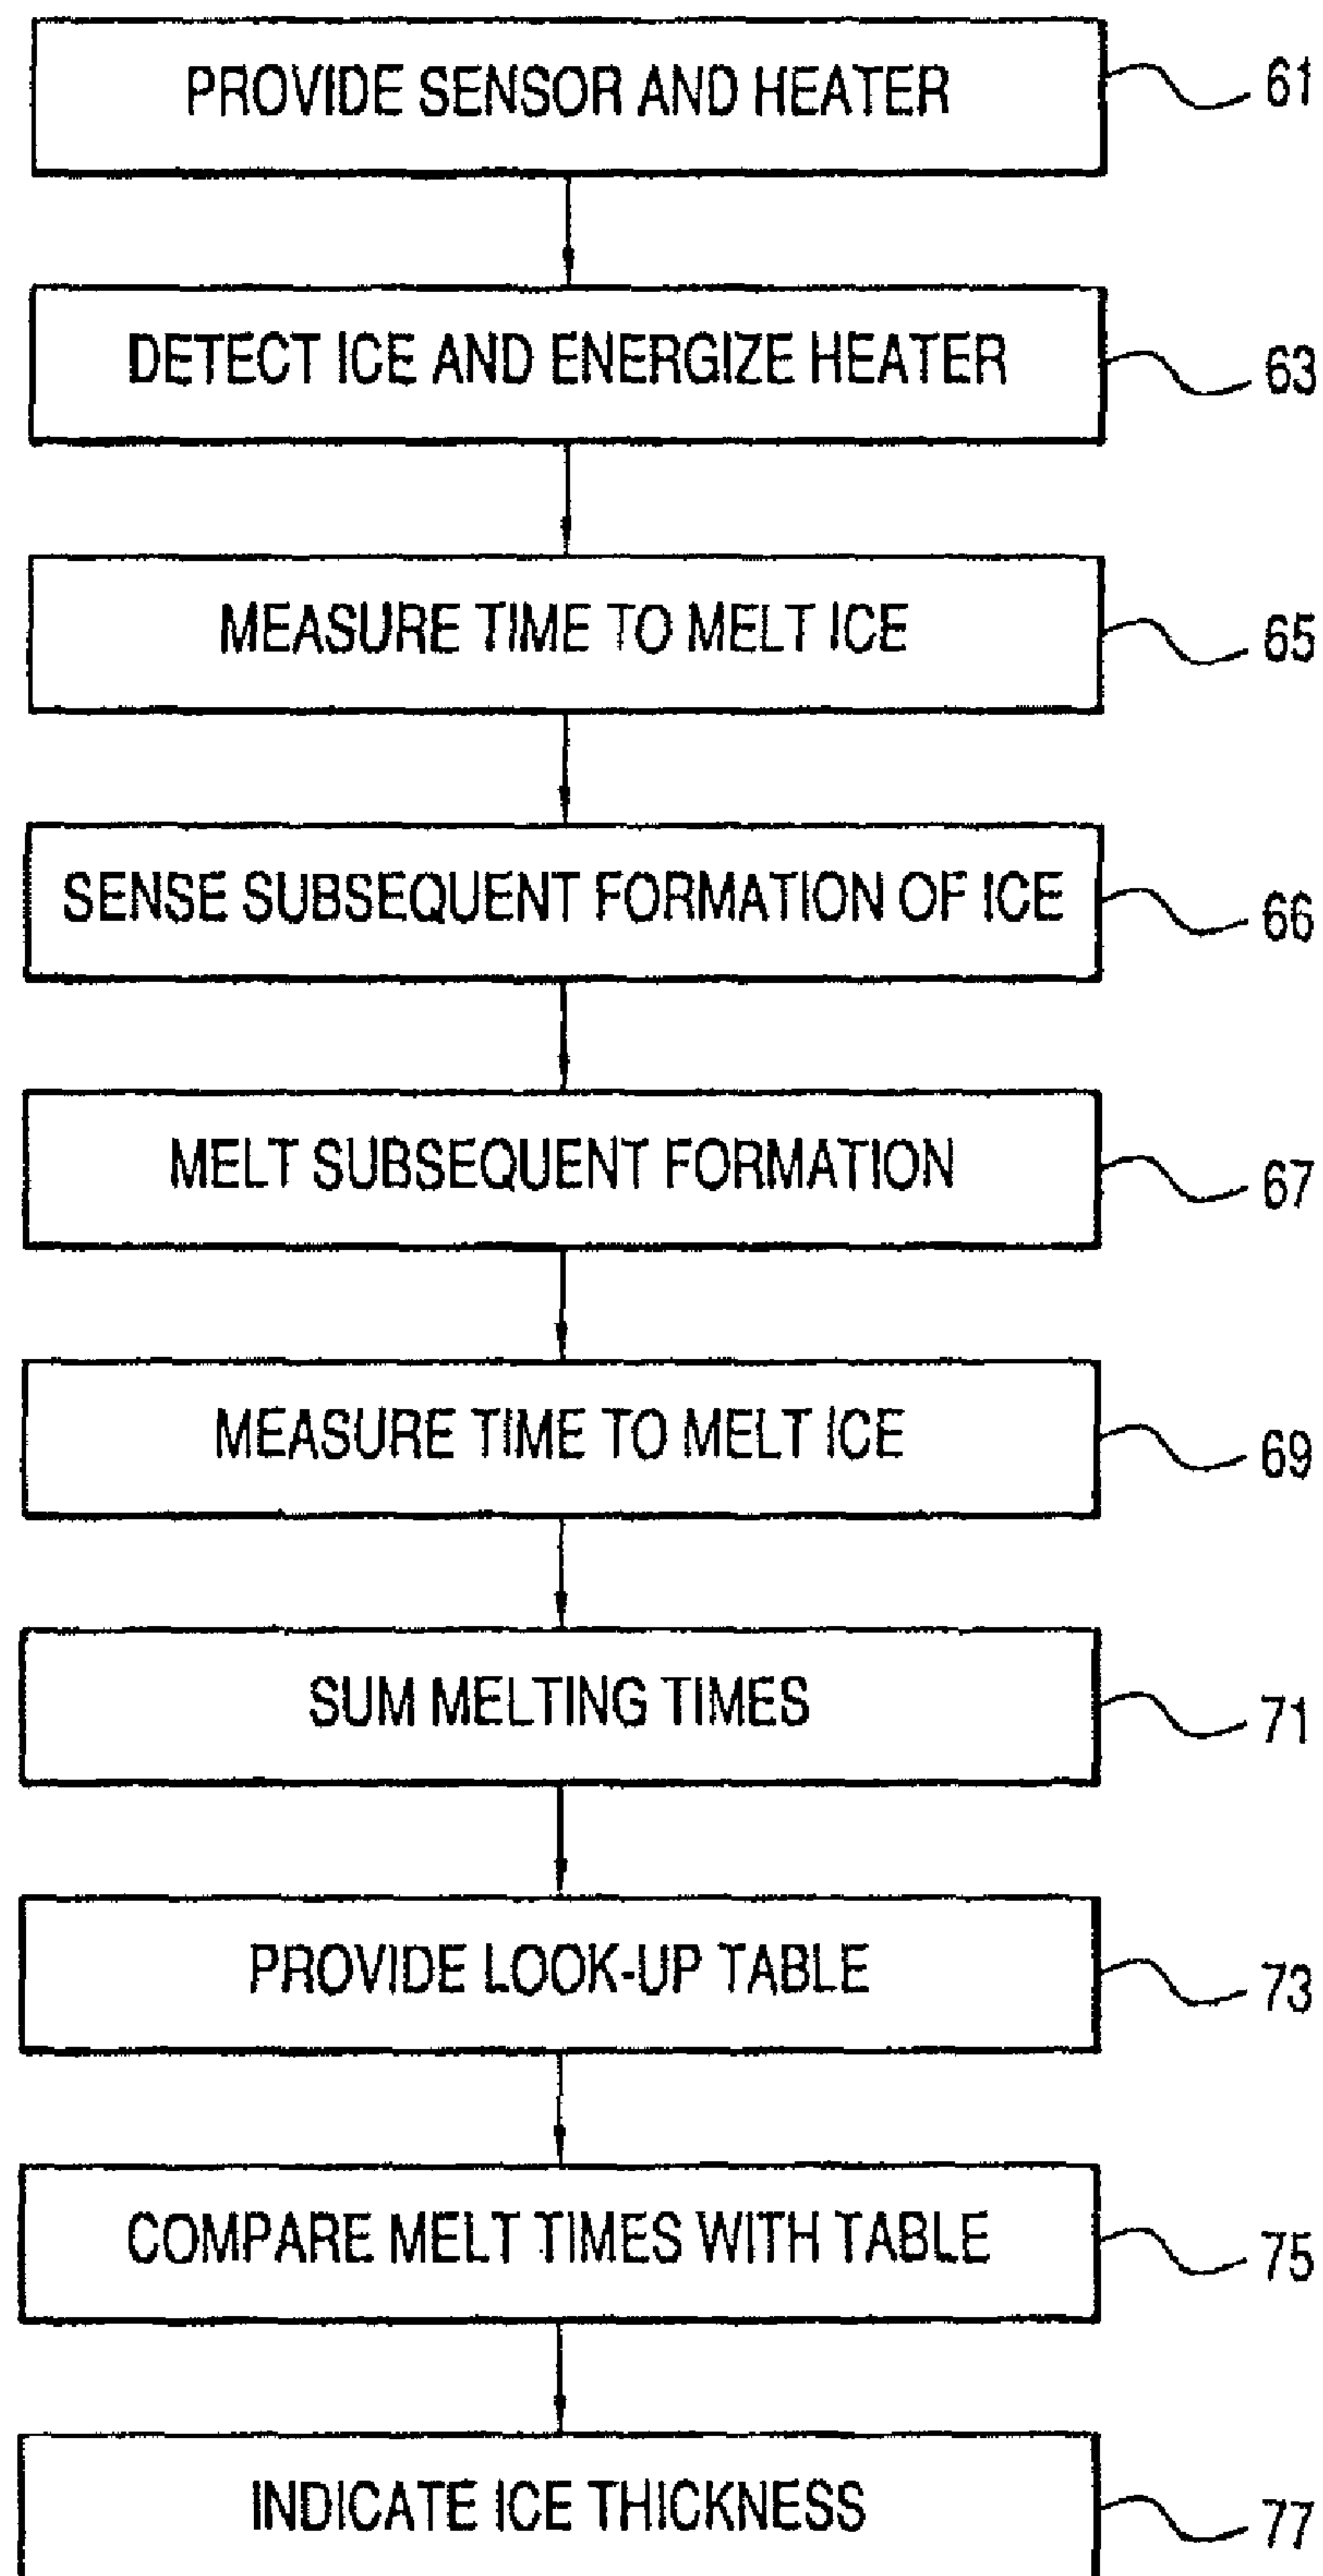 PROVIDE SENSOR AND HEATER 61
DETECT ICE AND ENERGIZE HEATER 63
MEASURE TIME TO MELT ICE 65
SENSE SUBSEQUENT FORMATION OF ICE 66
MELT SUBSEQUENT FORMATION 67
MEASURE TIME TO MELT ICE 69
SUM MELTING TIMES 71
PROVIDE LOOK-UP TABLE 73
COMPARE MELT TIMES WITH TABLE 75
INDICATE ICE THICKNESS 77